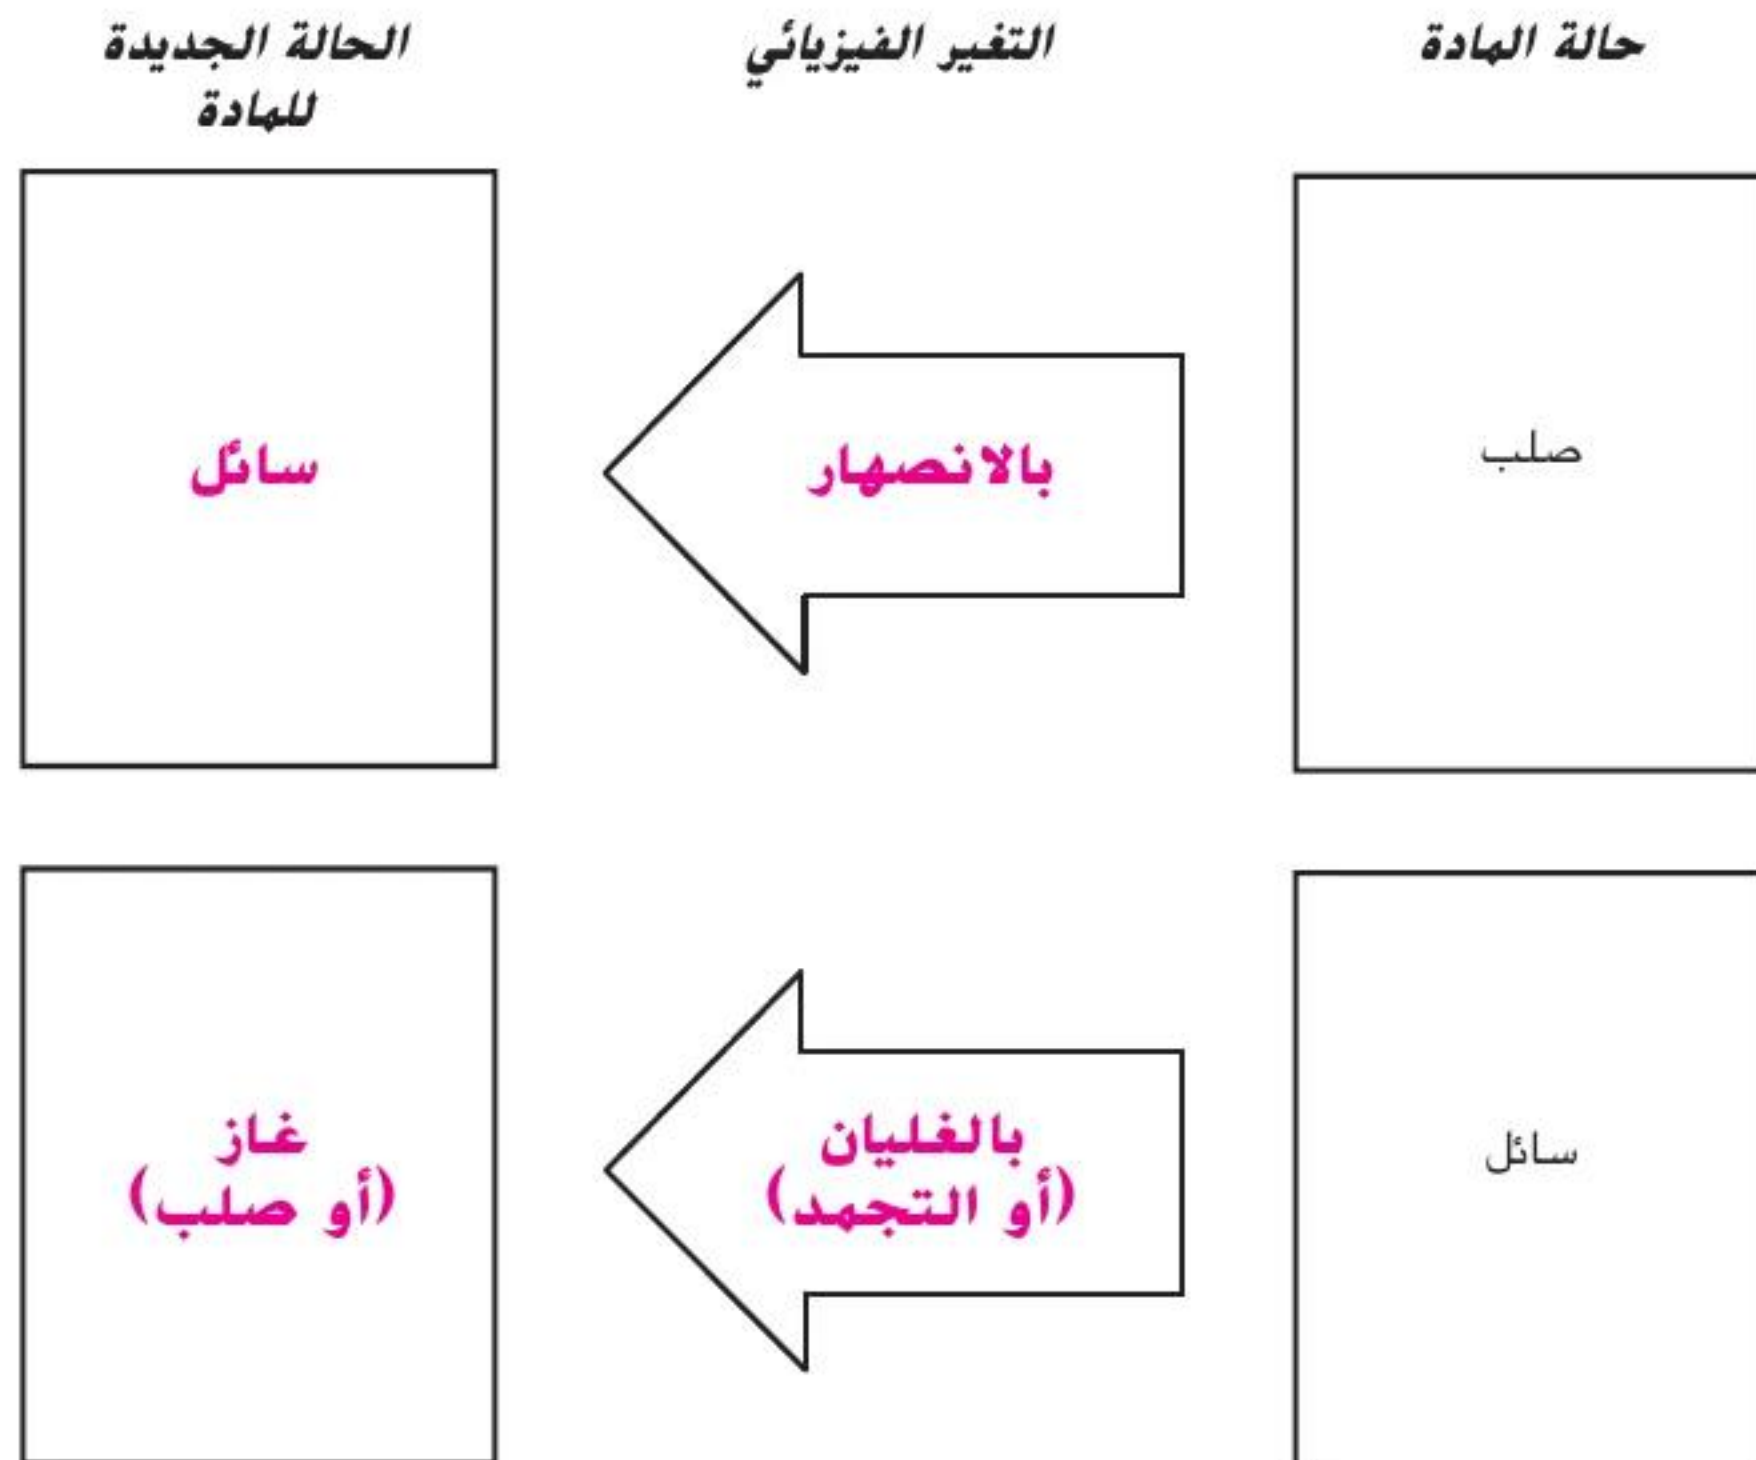 حالة المادة
التغير الفيزيائي
الحالة الجديدة
للمادة
صلب
بالانصهار
سائل
سائل
بالغليان
(أو التجمد)
غاز
(أو صلب)